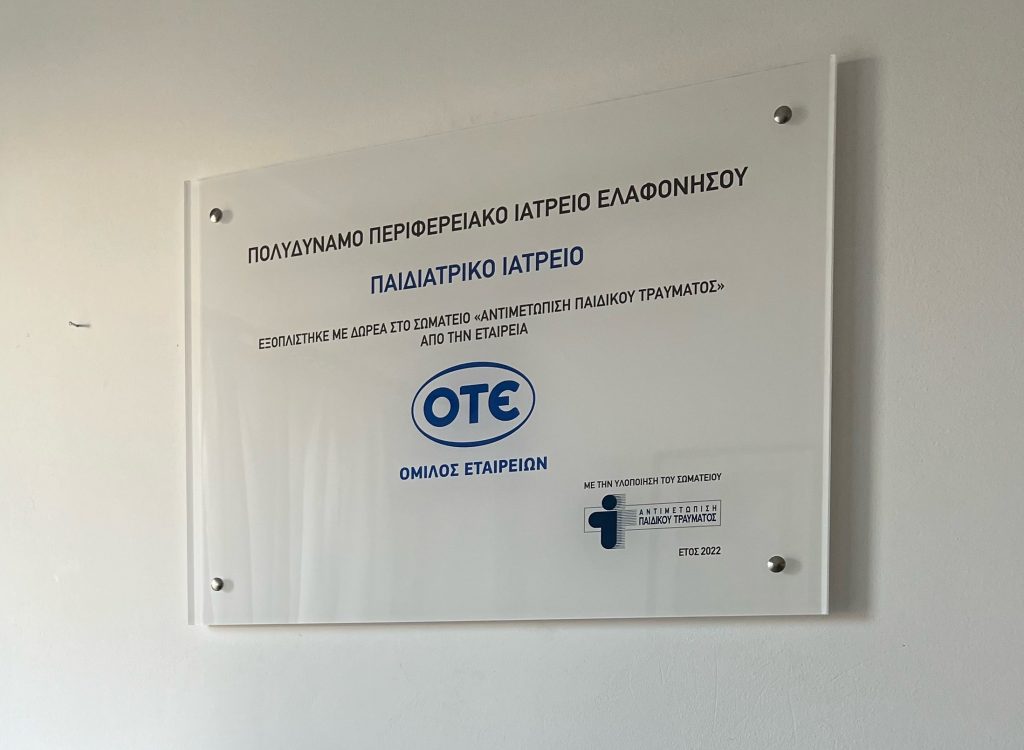 ΠΟΛΥΔΥΝΑΜΟ ΠΕΡΙΦΕΡΕΙΑΚΟ ΙΑΤΡΕΙΟ ΕΛΑΦΟΝΗΣΟΥ
ΠΑΙΔΙΑΤΡΙΚΟ ΙΑΤΡΕΙΟ
ΕΞΟΠΛΙΣΤΗΚΕ ΜΕ ΔΩΡΕΑ ΣΤΟ ΣΩΜΑΤΕΙΟ «ΑΝΤΙΜΕΤΩΠΙΣΗ ΠΑΙΔΙΚΟΥ ΤΡΑΥΜΑΤΟΣ»
ΑΠΟ ΤΗΝ ΕΤΑΙΡΕΙΑ
ΟΤΕ
ΟΜΙΛΟΣ ΕΤΑΙΡΕΙΩΝ
ΜΕ ΤΗΝ ΥΛΟΠΟΙΗΣΗ ΤΟΥ ΣΩΜΑΤΕΙΟΥ
ΑΝΤΙΜΕΤΩΠΙΣΗ
ΠΑΙΔΙΚΟΥ ΤΡΑΥΜΑΤΟΣ
ΕΤΟΣ 2022